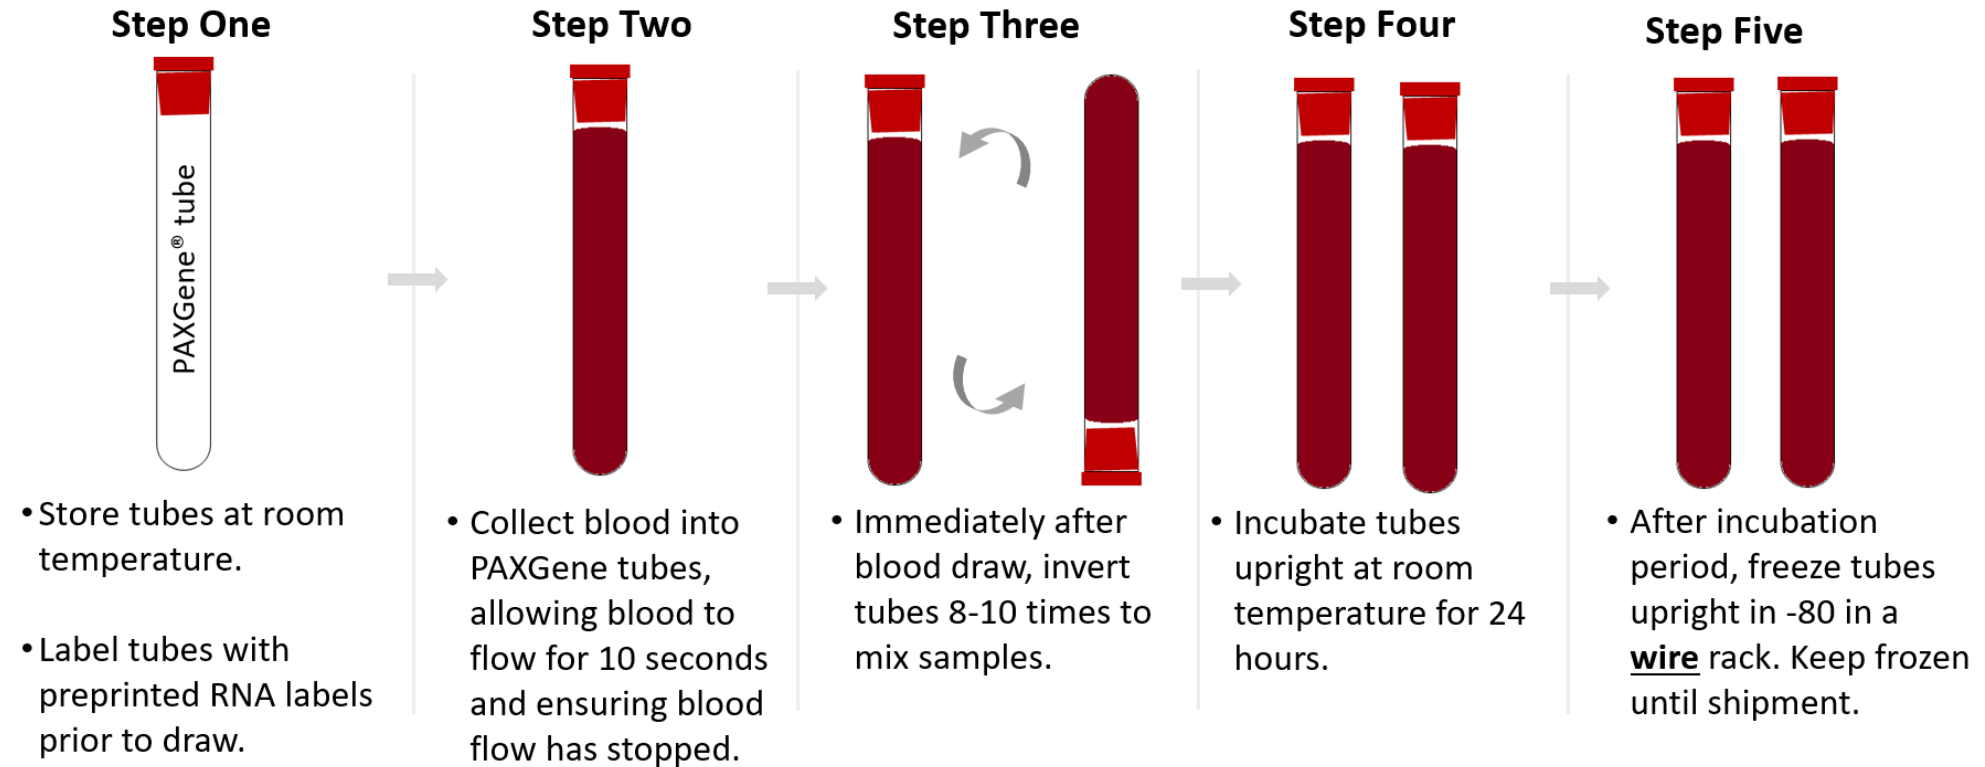 Step One
PAXGene® tube
• Store tubes at room
temperature.
• Label tubes with
preprinted RNA labels
prior to draw.
Step Two
• Collect blood into
PAXGene tubes,
allowing blood to
flow for 10 seconds
and ensuring blood
flow has stopped.
Step Three
• Immediately after
blood draw, invert
tubes 8-10 times to
mix samples.
Step Four
• Incubate tubes
upright at room
temperature for 24
hours.
Step Five
• After incubation
period, freeze tubes
upright in -80 in a
wire rack. Keep frozen
until shipment.